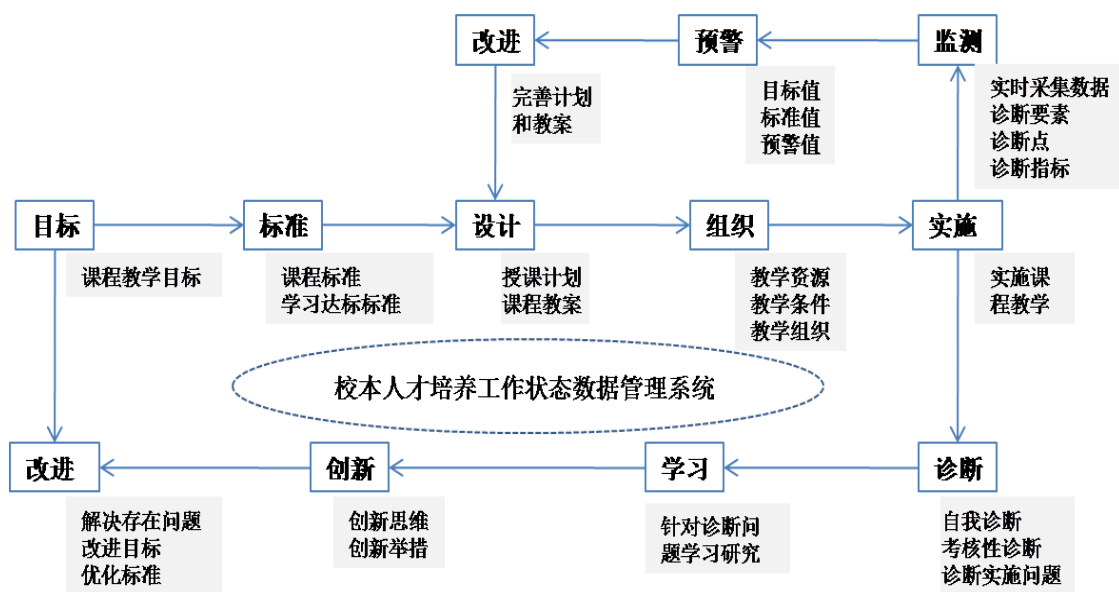 改进
预警
监测
完善计划
和教案
目标值
标准值
预警值
实时采集数据
诊断要素
诊断点
诊断指标
目标
标准
设计
组织
实施
课程教学目标
课程标准
学习达标标准
授课计划
课程教案
教学资源
教学条件
教学组织
实施课
程教学
校本人才培养工作状态数据管理系统
改进
创新
学习
诊断
解决存在问题
改进目标
优化标准
创新思维
创新举措
针对诊断问
题学习研究
自我诊断
考核性诊断
诊断实施问题